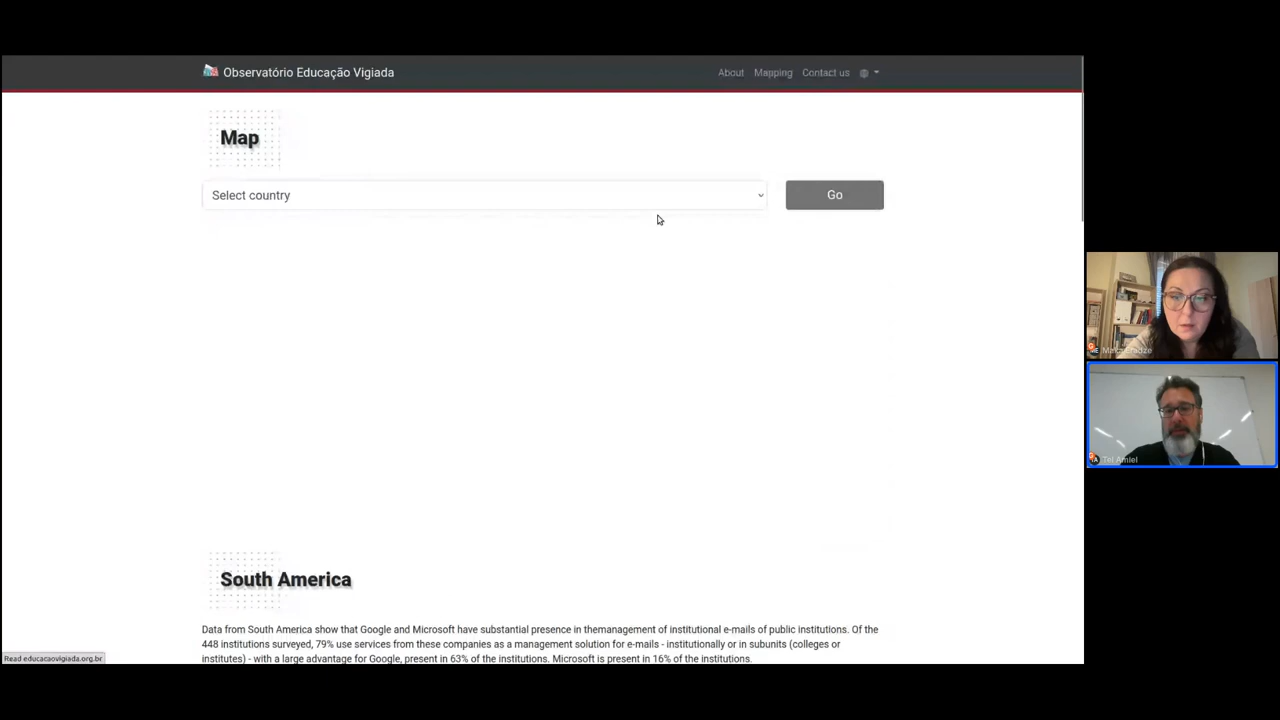 Observatório Educação Vigiada
About Mapping Contact us
Map
Select country
Go
South America
Data from South America show that Google and Microsoft have substantial presence in themanagement of institutional e-mails of public institutions. Of the
448 institutions surveyed, 79% use services from these companies as a management solution for e-mails - institutionally or in subunits (colleges or
institutes) - with a large advantage for Google, present in 63% of the institutions. Microsoft is present in 16% of the institutions.
Read educacaovigiada.org.br
Tel Amiel